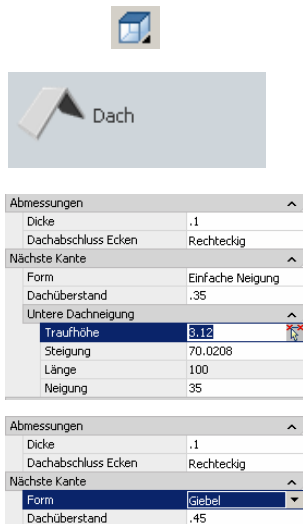 Dach
Abmessungen
Dicke .1
Dachabschluss Ecken Rechteckig
Nächste Kante
Form Einfache Neigung
Dachüberstand .35
Untere Dachneigung
Traufhöhe 3.12
Steigung 70.0208
Länge 100
Neigung 35
Abmessungen
Dicke .1
Dachabschluss Ecken Rechteckig
Nächste Kante
Form Giebel
Dachüberstand .45